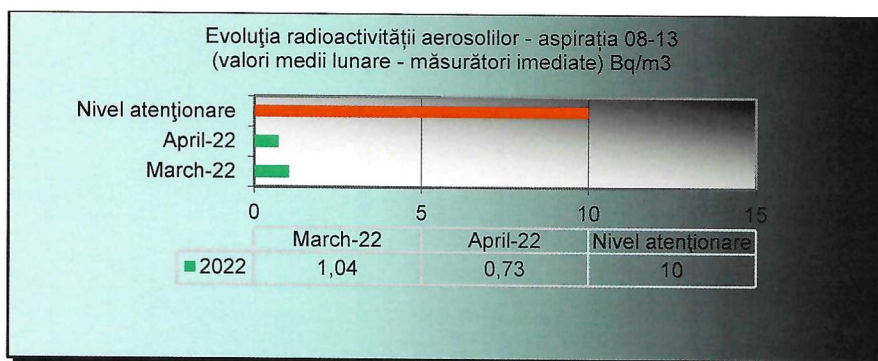 Evoluţia radioactivităţii aerosolilor - aspiraţia 08-13
(valori medii lunare - măsurători imediate) Bq/m3
Nivel atenţionare
April-22
March-22
0 5 10 15
March-22 April-22 Nivel atenţionare
2022 1,04 0,73 10